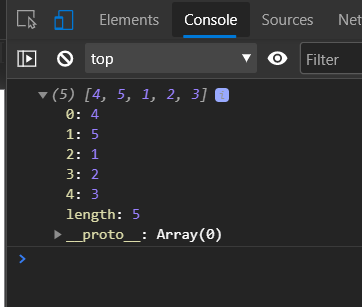 Elements Console Sources Net
top Filter
(5) [4, 5, 1, 2, 3] i
0: 4
1: 5
2: 1
3: 2
4: 3
length: 5
__proto__: Array(0)